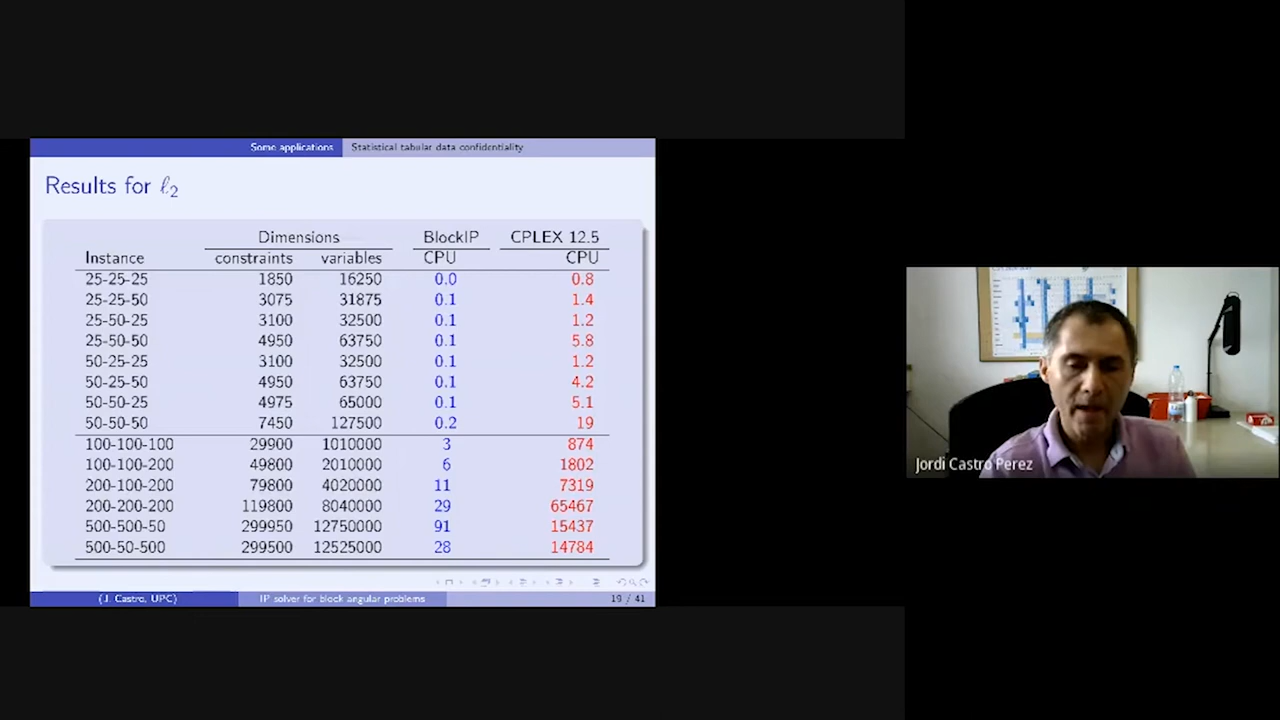 Some applications Statistical tabular data confidentiality
Results for ℓ2
Dimensions BlockIP CPLEX 12.5
Instance constraints variables CPU CPU
25-25-25 1850 16250 0.0 0.8
25-25-50 3075 31875 0.1 1.4
25-50-25 3100 32500 0.1 1.2
25-50-50 4950 63750 0.1 5.8
50-25-25 3100 32500 0.1 1.2
50-25-50 4950 63750 0.1 4.2
50-50-25 4975 65000 0.1 5.1
50-50-50 7450 127500 0.2 19
100-100-100 29900 1010000 3 874
100-100-200 49800 2010000 6 1802
200-100-200 79800 4020000 11 7319
200-200-200 119800 8040000 29 65467
500-500-50 299950 12750000 91 15437
500-50-500 299500 12525000 28 14784
(J. Castro, UPC) IP solver for block angular problems 19 / 41
Jordi Castro Perez